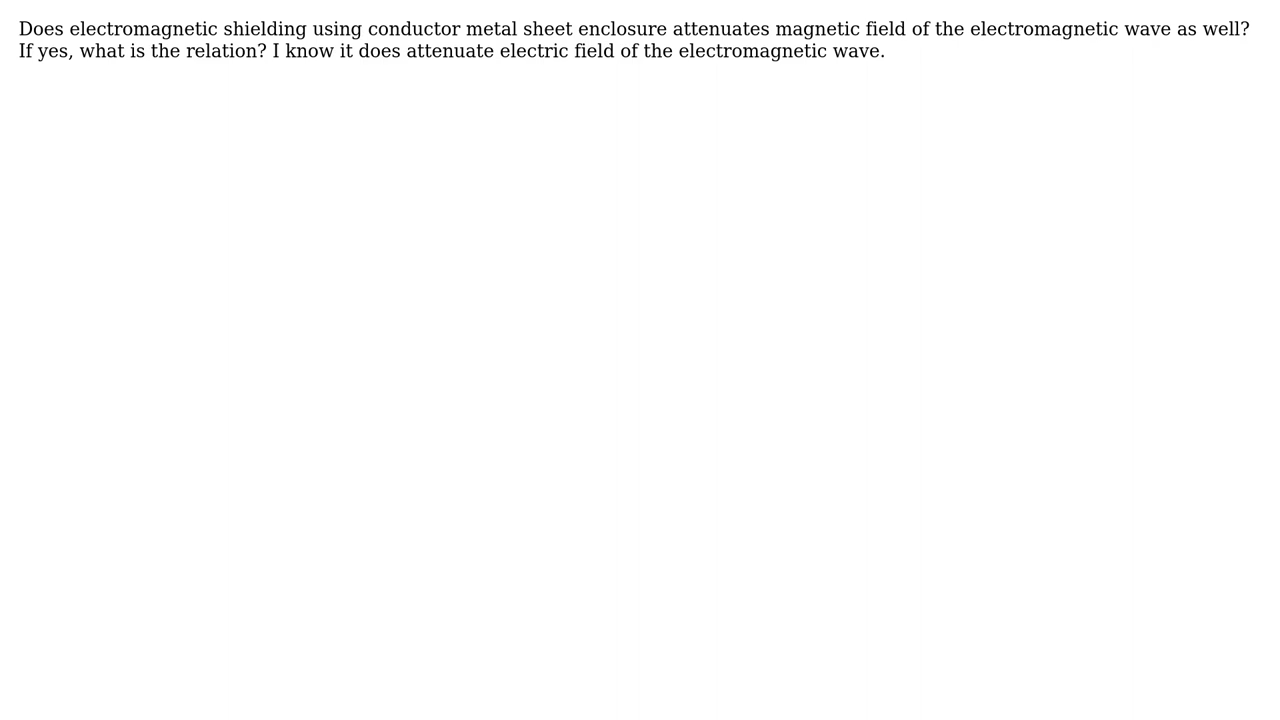 Does electromagnetic shielding using conductor metal sheet enclosure attenuates magnetic field of the electromagnetic wave as well?
If yes, what is the relation? I know it does attenuate electric field of the electromagnetic wave.